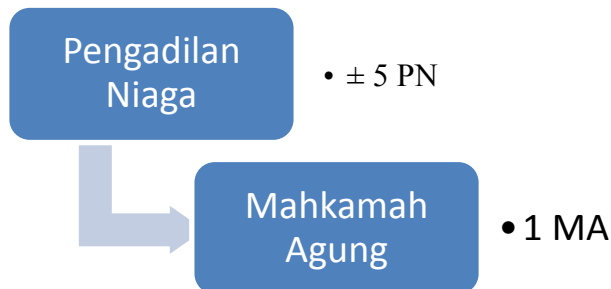 Pengadilan
Niaga
• ± 5 PN
Mahkamah
Agung
• 1 MA